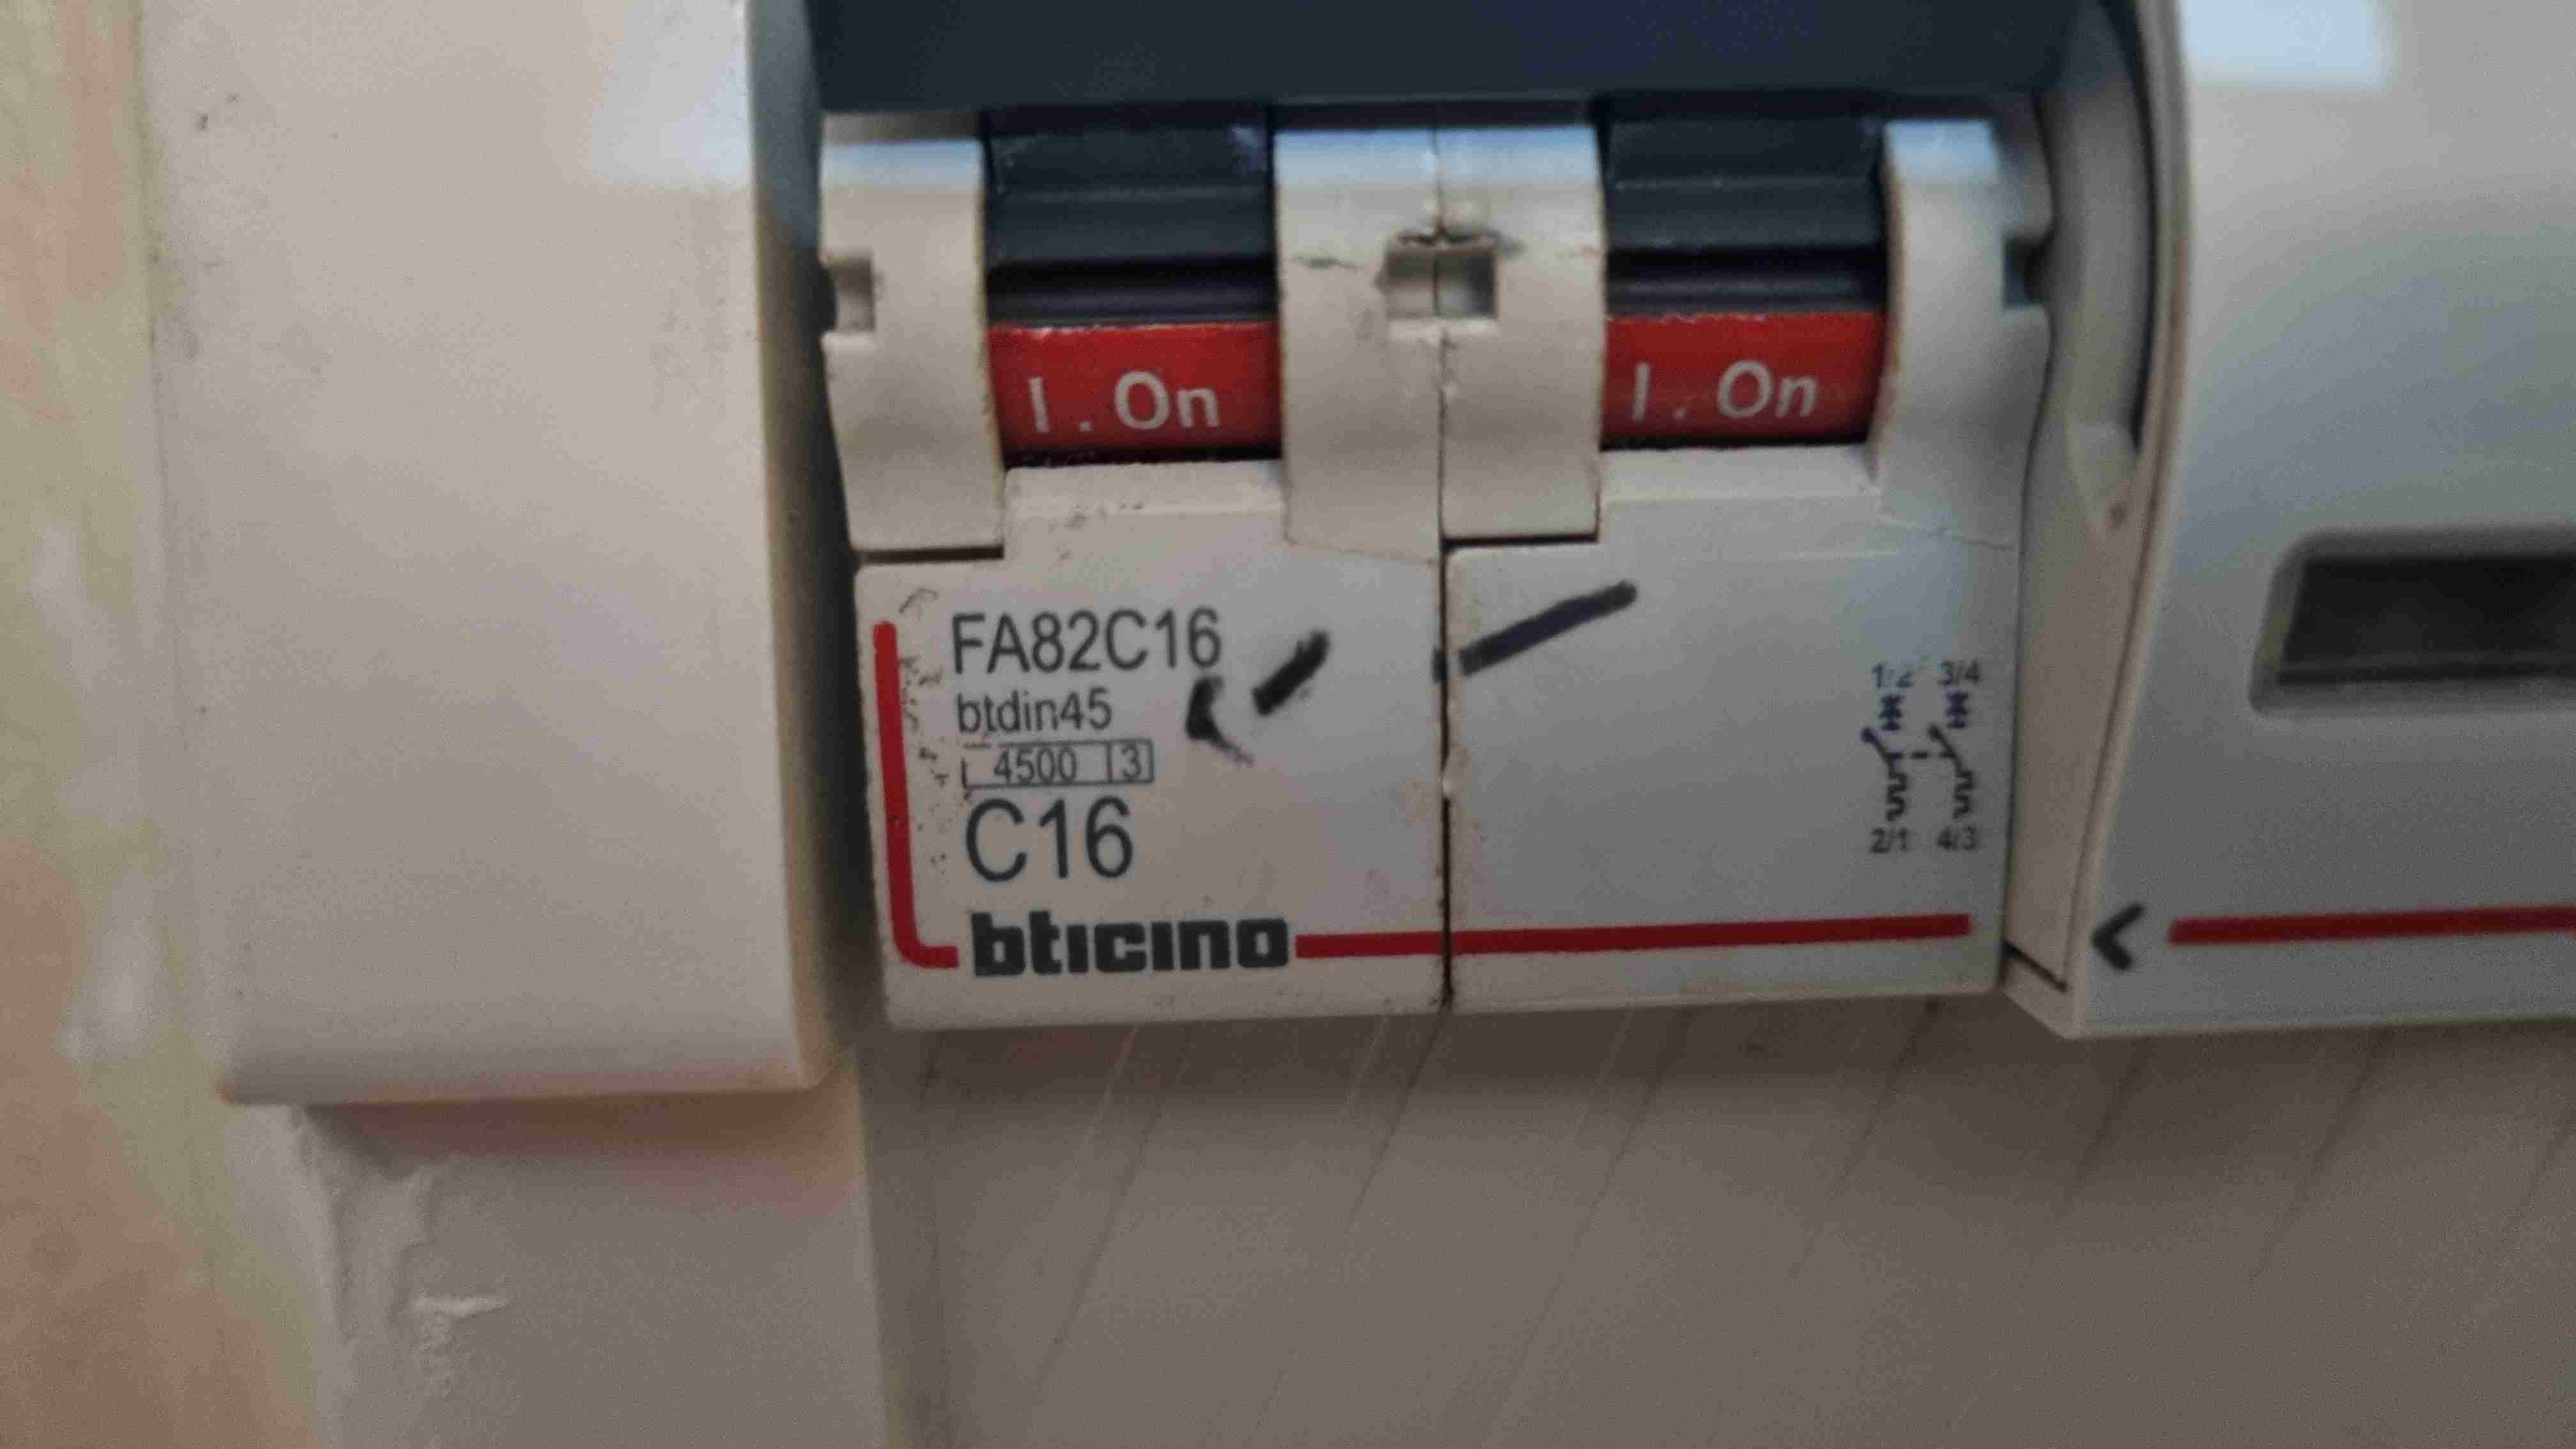 I . On
I . On
FA82C16
btdin45
4500 3
C16
bticino
1/2 3/4
2/1 4/3